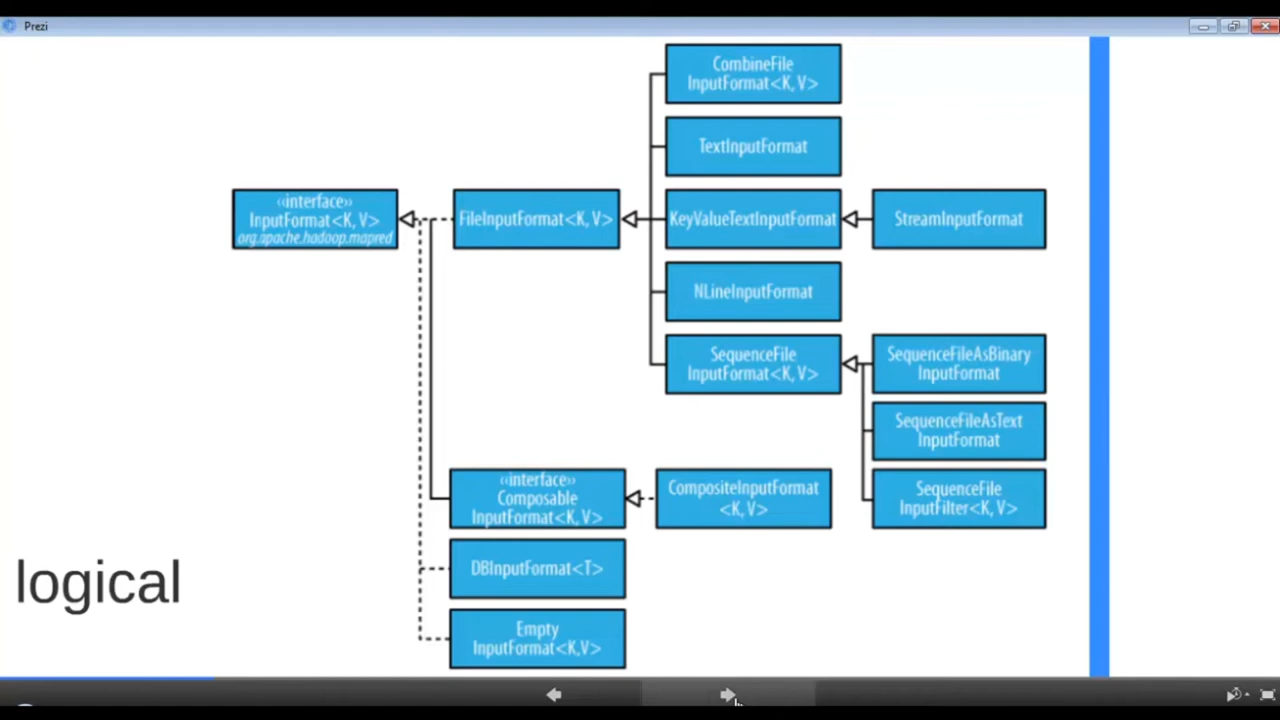 Prezi
CombineFile
InputFormat<K, V>
TextInputFormat
‹‹interface››
InputFormat<K, V>
org.apache.hadoop.mapred
FileInputFormat<K, V>
KeyValueTextInputFormat
StreamInputFormat
NLineInputFormat
SequenceFile
InputFormat<K, V>
SequenceFileAsBinary
InputFormat
SequenceFileAsText
InputFormat
‹‹interface››
Composable
InputFormat<K, V>
CompositeInputFormat
<K, V>
SequenceFile
InputFilter<K, V>
DBInputFormat<T>
logical
Empty
InputFormat<K,V>